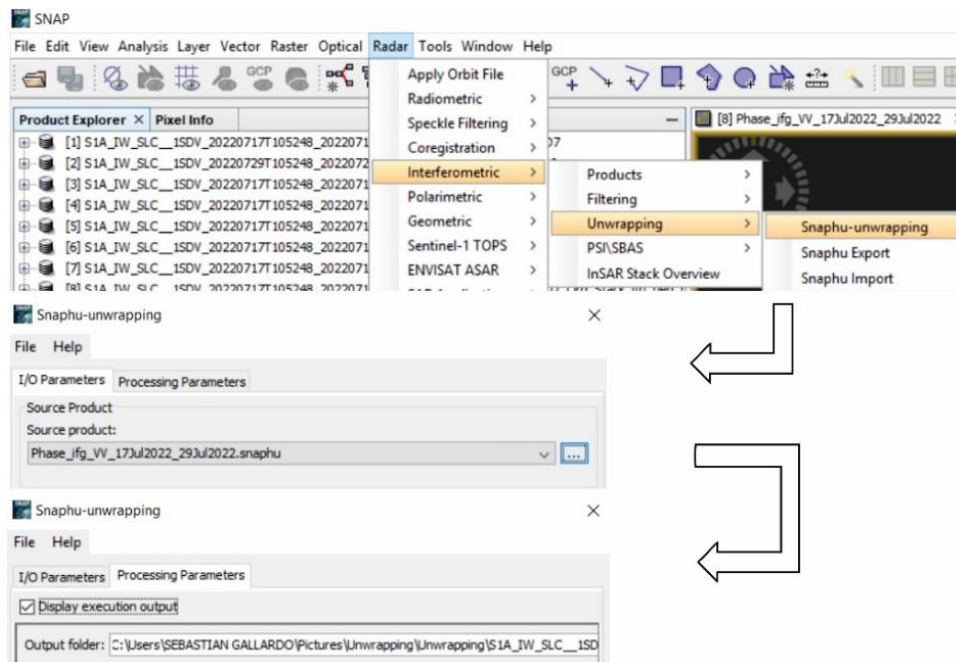 SNAP
File Edit View Analysis Layer Vector Raster Optical Radar Tools Window Help
GCP
Apply Orbit File
GCP
Radiometric >
Product Explorer × Pixel Info
Speckle Filtering >
[8] Phase_ifg_VV_17Jul2022_29Jul2022
[1] S1A_IW_SLC__1SDV_20220717T105248_2022071
Coregistration >
[2] S1A_IW_SLC__1SDV_20220729T105248_2022072
Interferometric >
Products >
[3] S1A_IW_SLC__1SDV_20220717T105248_2022071
Polarimetric >
Filtering >
[4] S1A_IW_SLC__1SDV_20220717T105248_2022071
Geometric >
Unwrapping >
Snaphu-unwrapping
[5] S1A_IW_SLC__1SDV_20220717T105248_2022071
Sentinel-1 TOPS >
PSI\SBAS >
Snaphu Export
[6] S1A_IW_SLC__1SDV_20220717T105248_2022071
ENVISAT ASAR >
InSAR Stack Overview
Snaphu Import
[7] S1A_IW_SLC__1SDV_20220717T105248_2022071
[8] S1A_IW_SLC__1SDV_20220717T105248_2022071
Snaphu-unwrapping
File Help
I/O Parameters Processing Parameters
Source Product
Source product:
Phase_ifg_VV_17Jul2022_29Jul2022.snaphu
...
Snaphu-unwrapping
File Help
I/O Parameters Processing Parameters
Display execution output
Output folder: C:\Users\SEBASTIAN GALLARDO\Pictures\Unwrapping\Unwrapping\S1A_IW_SLC__1SD